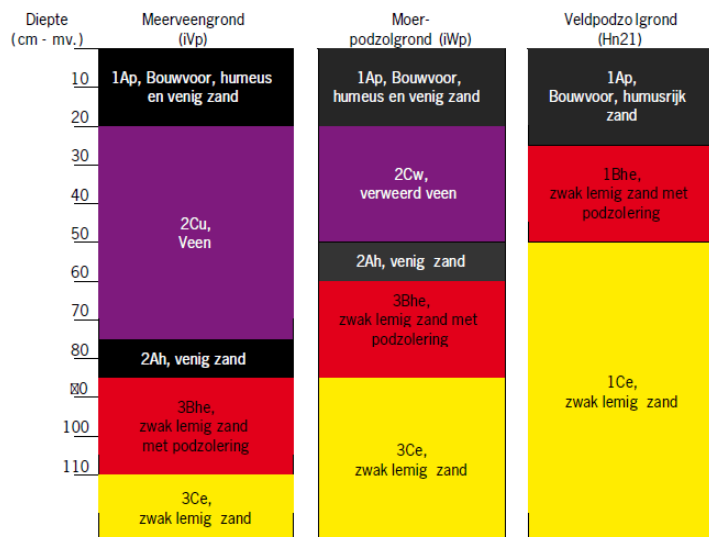 Diepte
(cm - mv.)
Meerveengrond
(iVp)
Moer-
podzolgrond (iWp)
Veldpodzolgrond
(Hn21)
10
20
30
40
50
60
70
80
0
100
110
1Ap, Bouwvoor, humeus
en venig zand
2Cu,
Veen
2Ah, venig zand
3Bhe,
zwak lemig zand
met podzolering
3Ce,
zwak lemig zand
1Ap, Bouwvoor,
humeus en venig zand
2Cw,
verweerd veen
2Ah, venig zand
3Bhe,
zwak lemig zand met
podzolering
3Ce,
zwak lemig zand
1Ap,
Bouwvoor, humusrijk
zand
1Bhe,
zwak lemig zand met
podzolering
1Ce,
zwak lemig zand